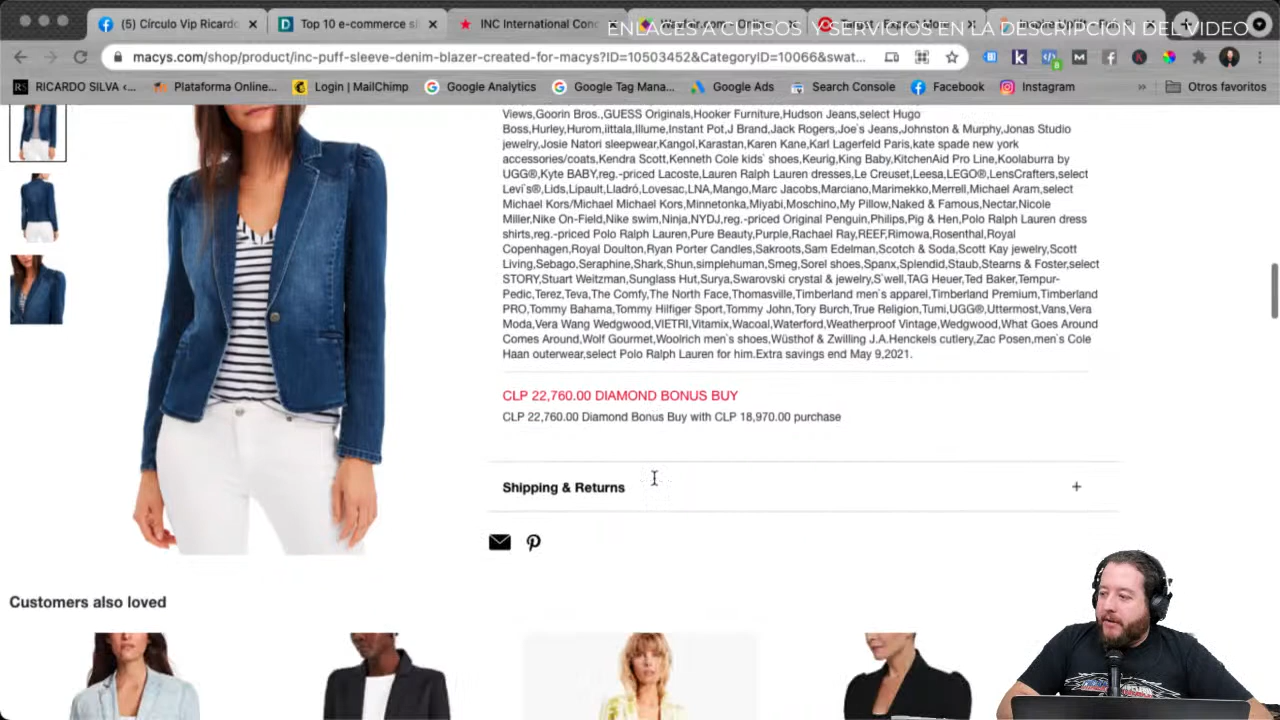 ENLACES A CURSOS Y SERVICIOS EN LA DESCRIPCIÓN DEL VIDEO
(5) Círculo Vip Ricardo
Top 10 e-commerce si
INC International Conc
macys.com/shop/product/inc-puff-sleeve-denim-blazer-created-for-macys?ID=10503452&CategoryID=10066&swat...
RICARDO SILVA <...
Plataforma Online...
Login | MailChimp
Google Analytics
Google Tag Mana...
Google Ads
Search Console
Facebook
Instagram
Otros favoritos
Views,Goorin Bros.,GUESS Originals,Hooker Furniture,Hudson Jeans,select Hugo
Boss,Hurley,Hurom,iittala,Illume,Instant Pot,J Brand,Jack Rogers,Joe's Jeans,Johnston & Murphy,Jonas Studio
jewelry,Josie Natori sleepwear,Kangol,Karastan,Karen Kane,Karl Lagerfeld Paris,kate spade new york
accessories/coats,Kendra Scott,Kenneth Cole kids' shoes,Keurig,King Baby,KitchenAid Pro Line,Koolaburra by
UGG®,Kyte BABY,reg.-priced Lacoste,Lauren Ralph Lauren dresses,Le Creuset,Leesa,LEGO®,LensCrafters,select
Levi's®,Lids,Lipault,Lladró,Lovesac,LNA,Mango,Marc Jacobs,Marciano,Marimekko,Merrell,Michael Aram,select
Michael Kors/Michael Michael Kors,Minnetonka,Miyabi,Moschino,My Pillow,Naked & Famous,Nectar,Nicole
Miller,Nike On-Field,Nike swim,Ninja,NYDJ,reg.-priced Original Penguin,Philips,Pig & Hen,Polo Ralph Lauren dress
shirts,reg.-priced Polo Ralph Lauren,Pure Beauty,Purple,Rachael Ray,REEF,Rimowa,Rosenthal,Royal
Copenhagen,Royal Doulton,Ryan Porter Candles,Sakroots,Sam Edelman,Scotch & Soda,Scott Kay jewelry,Scott
Living,Sebago,Seraphine,Shark,Shun,simplehuman,Smeg,Sorel shoes,Spanx,Splendid,Staub,Stearns & Foster,select
STORY,Stuart Weitzman,Sunglass Hut,Surya,Swarovski crystal & jewelry,S'well,TAG Heuer,Ted Baker,Tempur-
Pedic,Terez,Teva,The Comfy,The North Face,Thomasville,Timberland men's apparel,Timberland Premium,Timberland
PRO,Tommy Bahama,Tommy Hilfiger Sport,Tommy John,Tory Burch,True Religion,Tumi,UGG®,Uttermost,Vans,Vera
Moda,Vera Wang Wedgwood,VIETRI,Vitamix,Wacoal,Waterford,Weatherproof Vintage,Wedgwood,What Goes Around
Comes Around,Wolf Gourmet,Woolrich men's shoes,Wüsthof & Zwilling J.A.Henckels cutlery,Zac Posen,men's Cole
Haan outerwear,select Polo Ralph Lauren for him.Extra savings end May 9,2021.
CLP 22,760.00 DIAMOND BONUS BUY
CLP 22,760.00 Diamond Bonus Buy with CLP 18,970.00 purchase
Shipping & Returns
Customers also loved